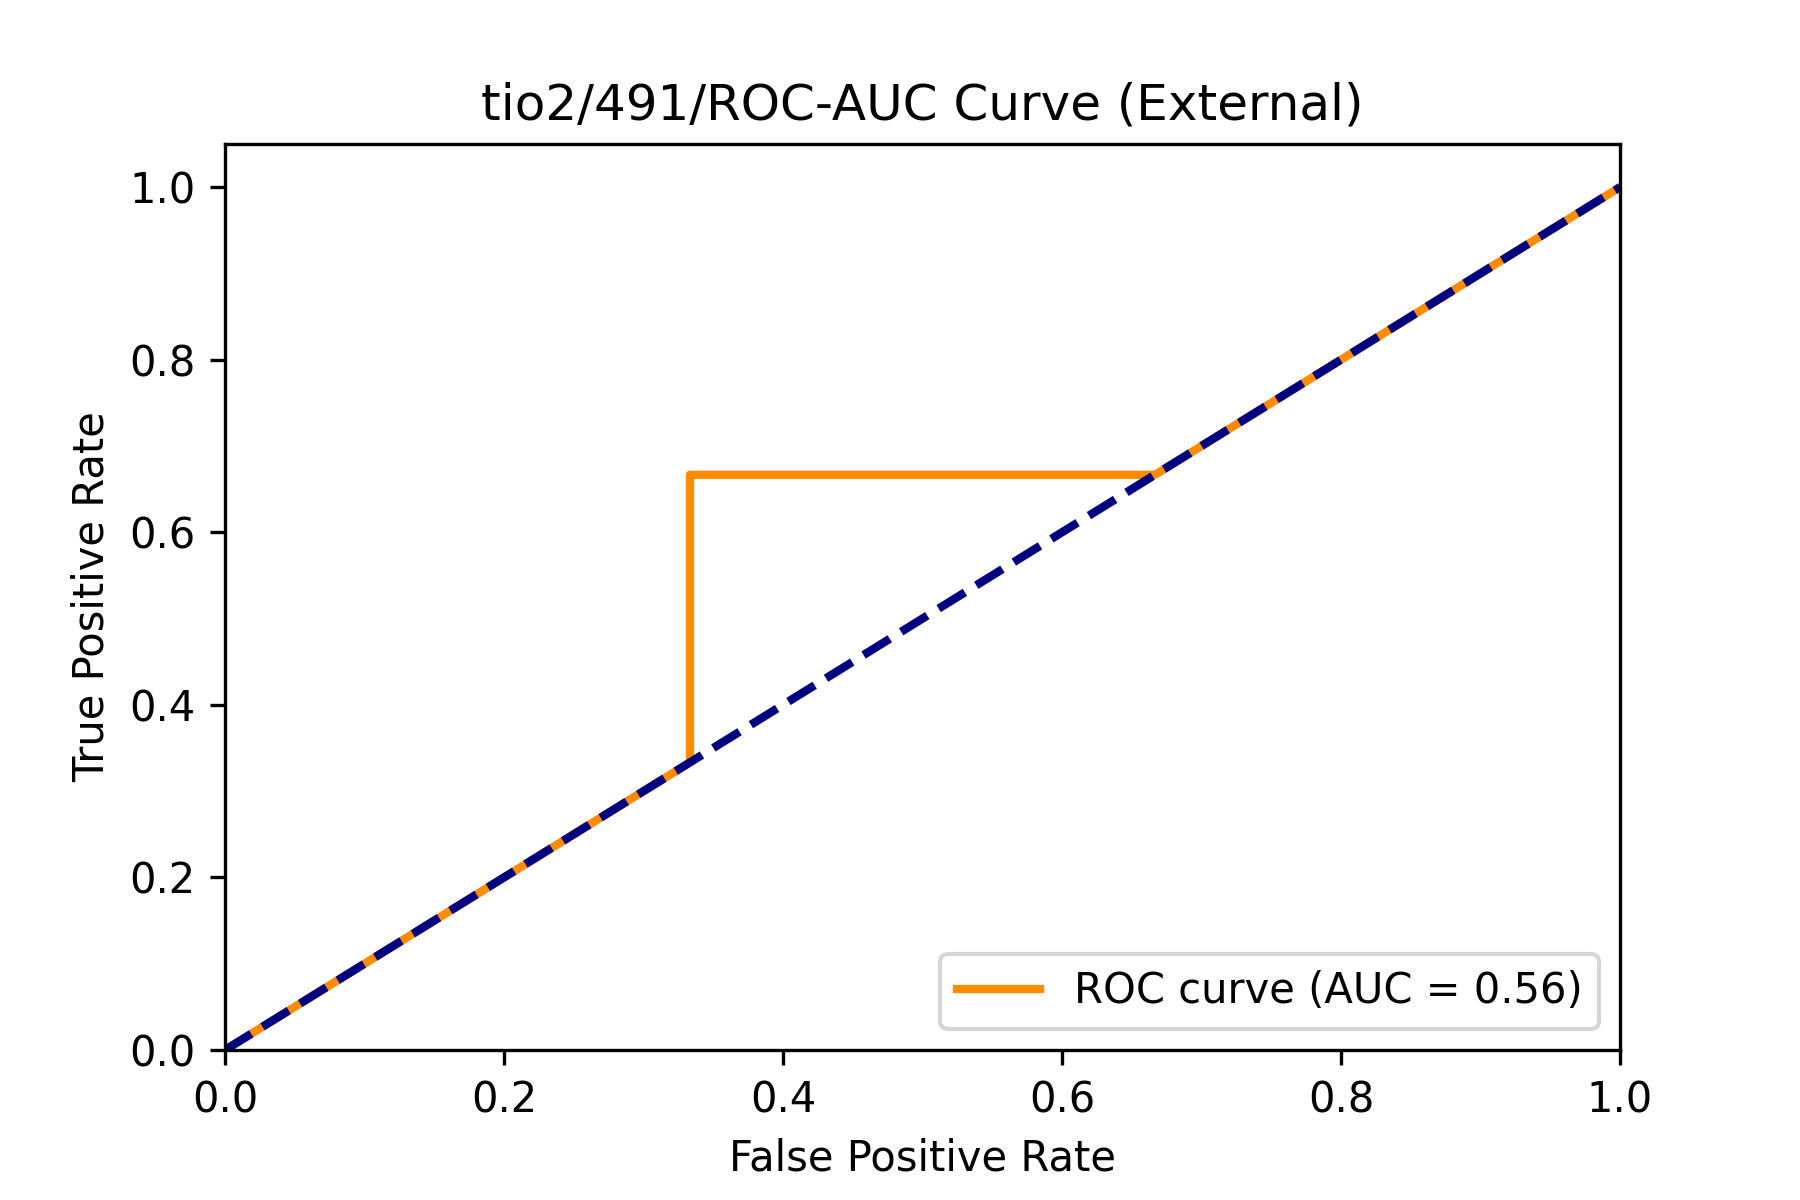 tio2/491/ROC-AUC Curve (External)
1.0
0.8
0.6
0.4
0.2
0.0
True Positive Rate
ROC curve (AUC = 0.56)
0.0 0.2 0.4 0.6 0.8 1.0
False Positive Rate